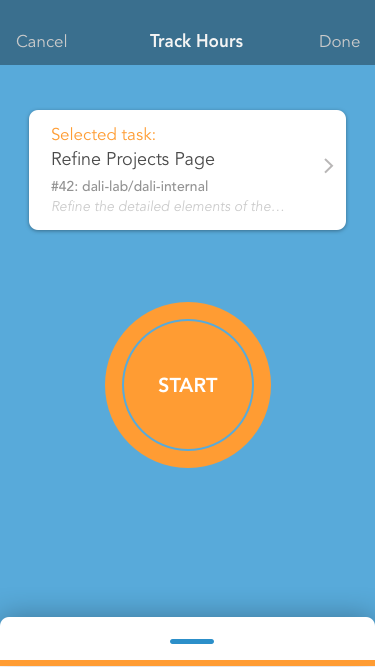 Cancel Track Hours Done
Selected task:
Refine Projects Page
#42: dali-lab/dali-internal
Refine the detailed elements of the...
START